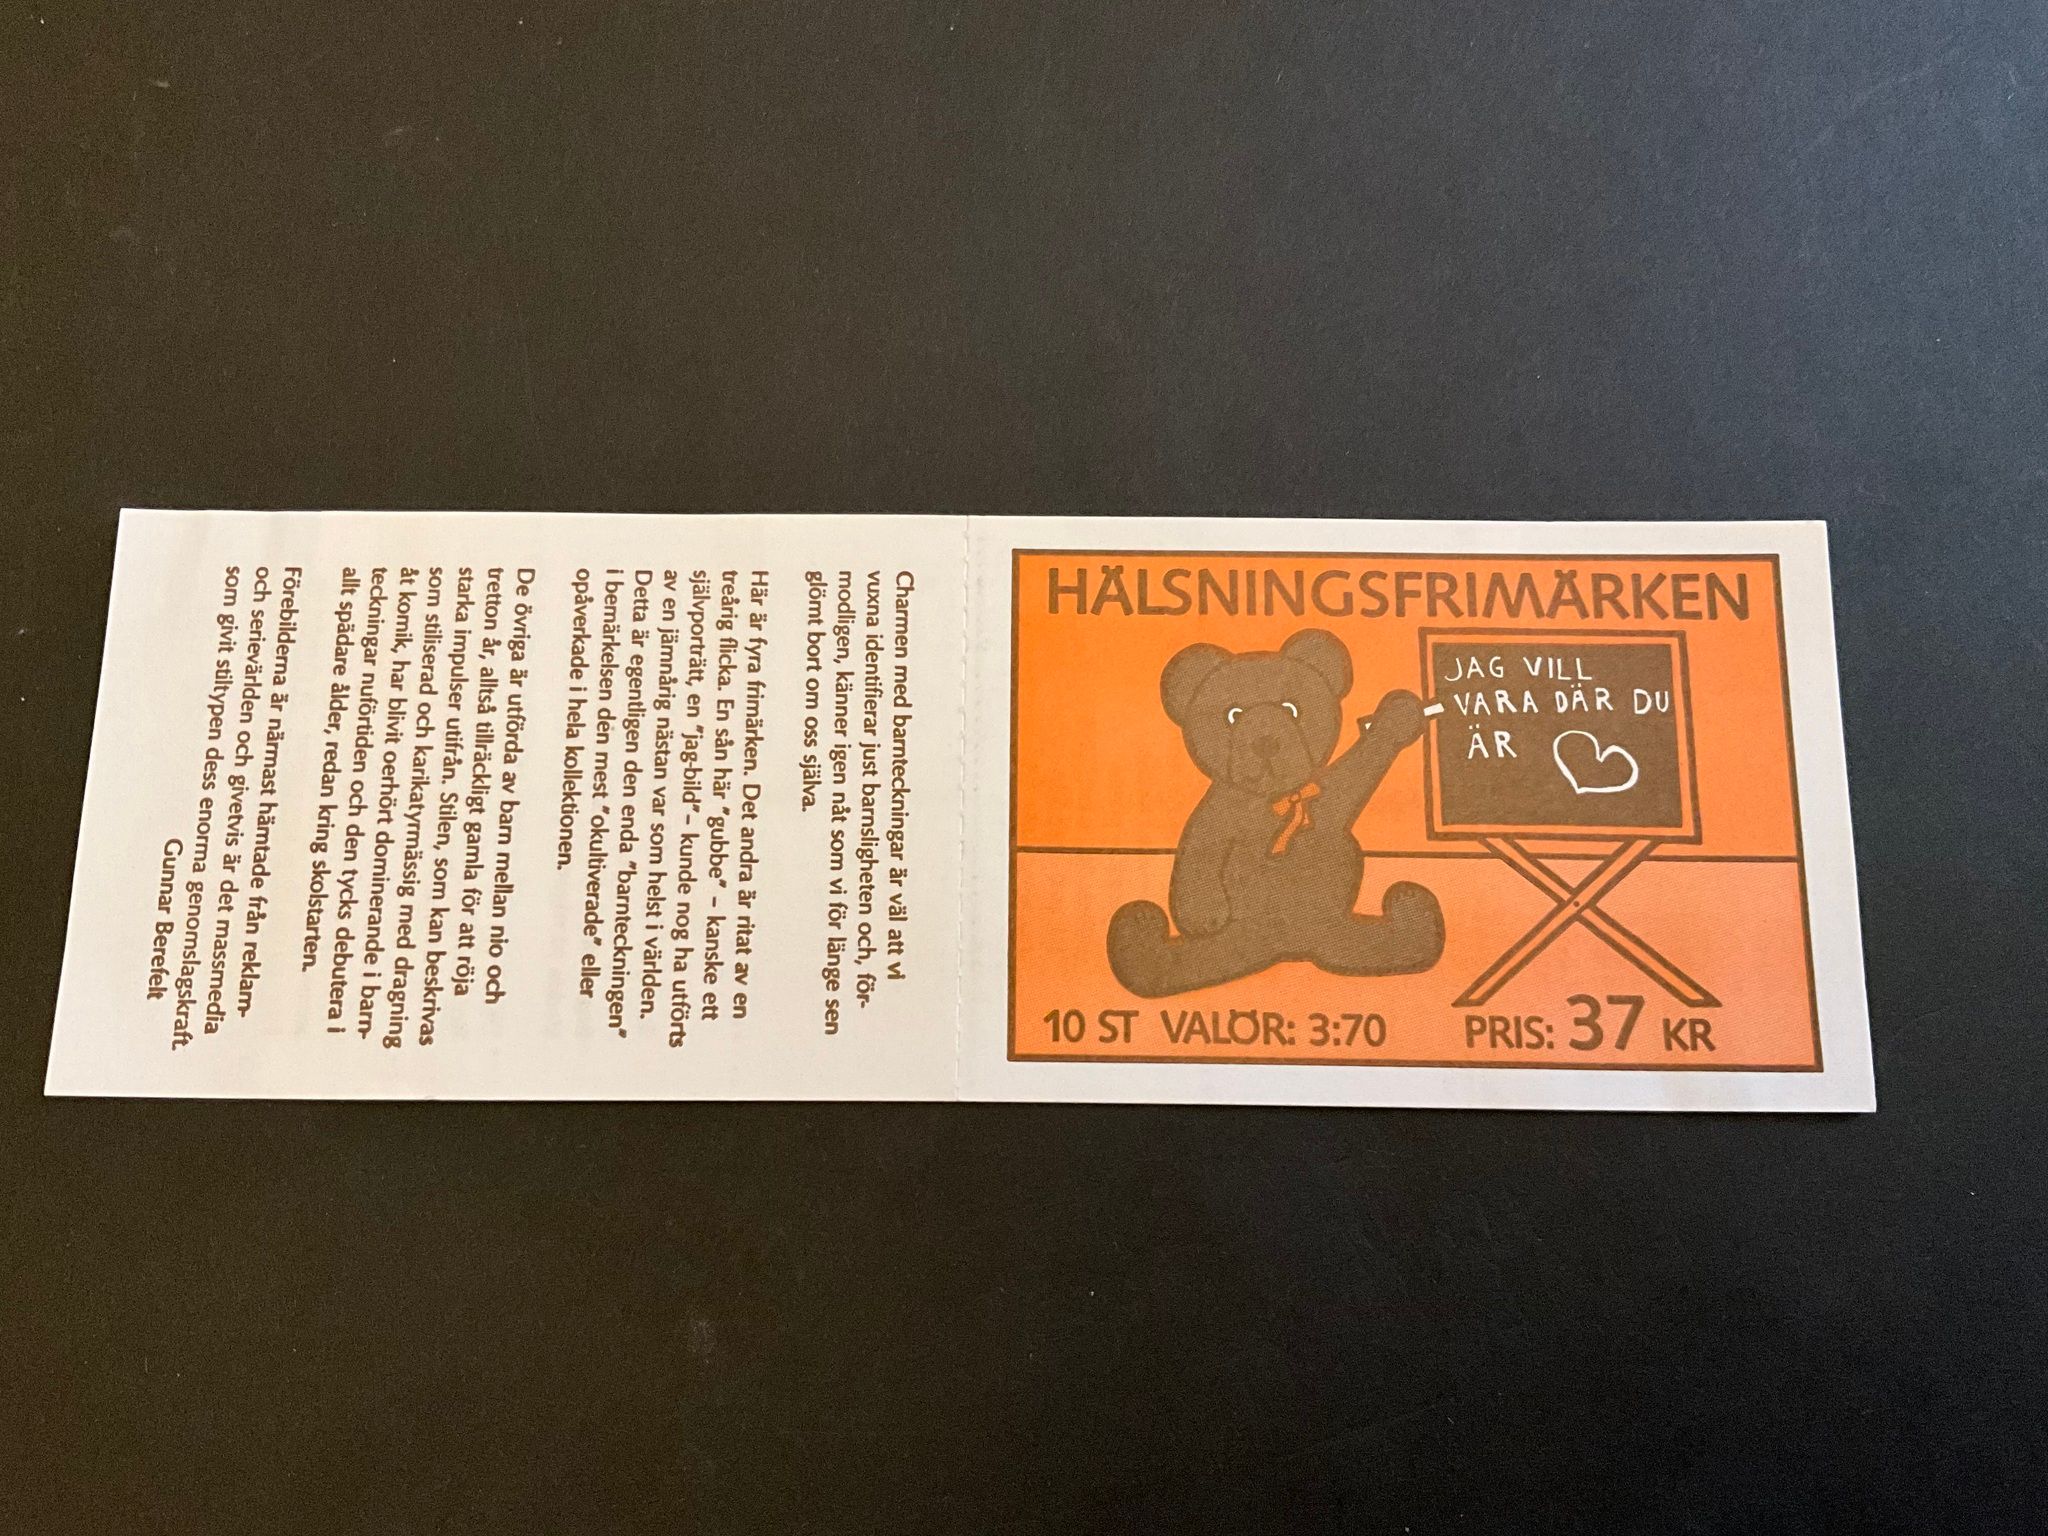 HÄLSNINGSFRIMÄRKEN
JAG VILL
VARA DÄR DU
ÄR
10 ST VALÖR: 3:70 PRIS: 37 KR
Charmen med barnteckningar är väl att vi
vuxna identifierar just barnsligheten och, för-
modligen, känner igen nåt som vi för länge sen
glömt bort om oss själva.
Här är fyra frimärken. Det andra är ritat av en
treårig flicka. En sån här "gubbe" – kanske ett
självporträtt, en "jag-bild" – kunde nog ha utförts
av en jämnårig nästan var som helst i världen.
Detta är egentligen den enda "barnteckningen"
i bemärkelsen den mest "okultiverade" eller
opåverkade i hela kollektionen.
De övriga är utförda av barn mellan nio och
tretton år, alltså tillräckligt gamla för att röja
starka impulser utifrån. Stilen, som kan beskrivas
som stiliserad och karikatyrmässig med dragning
åt komik, har blivit oerhört dominerande i barn-
teckningar nuförtiden och den tycks debutera i
allt spädare ålder, redan kring skolstarten.
Förebilderna är närmast hämtade från reklam-
och serievärlden och givetvis är det massmedia
som givit stiltypen dess enorma genomslagskraft.
Gunnar Berefelt